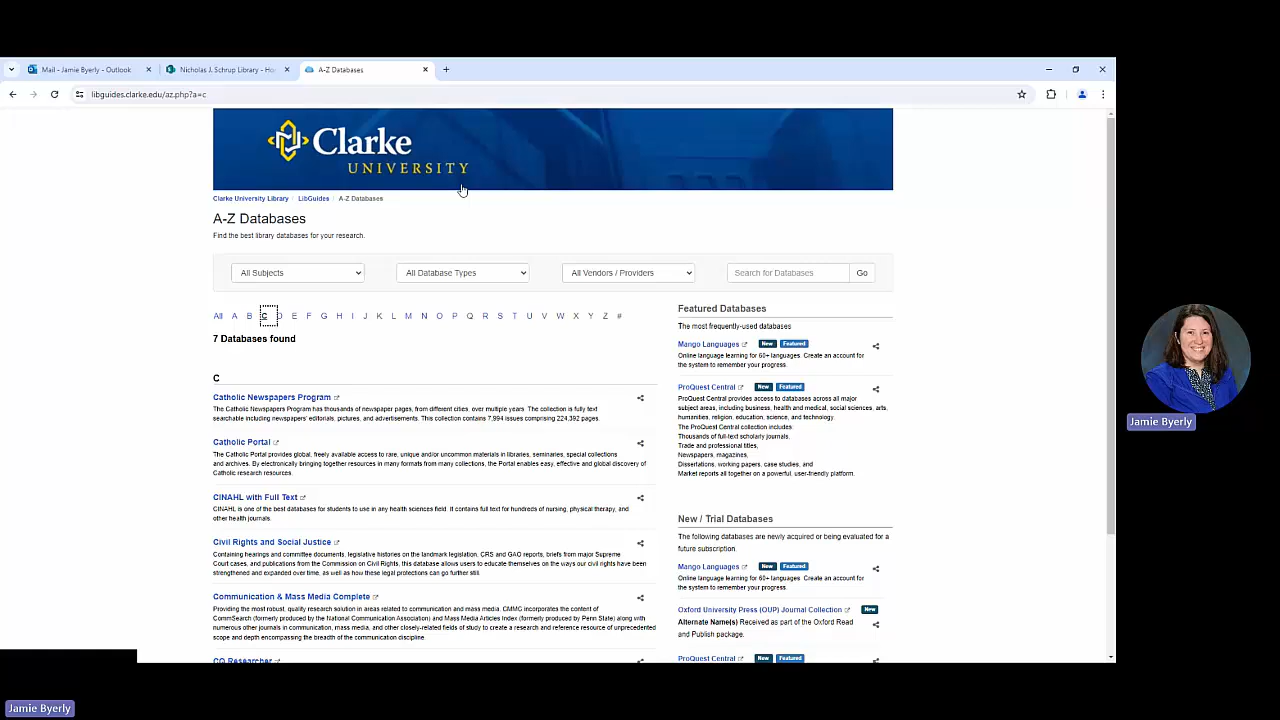 Mail - Jamie Byerly - Outlook
Nicholas J. Schrup Library - Ho
A-Z Databases
libguides.clarke.edu/az.php?a=c
Clarke
UNIVERSITY
Clarke University Library / LibGuides / A-Z Databases
A-Z Databases
Find the best library databases for your research.
All Subjects
All Database Types
All Vendors / Providers
Search for Databases
Go
All A B C D E F G H I J K L M N O P Q R S T U V W X Y Z #
7 Databases found
C
Catholic Newspapers Program
The Catholic Newspapers Program has thousands of newspaper pages, from different cities, over multiple years. The collection is fully text
searchable including newspapers' editorials, pictures, and advertisements. This collection contains 7,994 issues comprising 224,392 pages.
Catholic Portal
The Catholic Portal provides global, freely available access to rare, unique and/or uncommon materials in libraries, seminaries, special collections
and archives. By electronically bringing together resources in many formats from many collections, the Portal enables easy, effective and global discovery of
Catholic research resources.
CINAHL with Full Text
CINAHL is one of the best databases for students to use in any health sciences field. It contains full text for hundreds of nursing, physical therapy, and
other health journals.
Civil Rights and Social Justice
Containing hearings and committee documents, legislative histories on the landmark legislation, CRS and GAO reports, briefs from major Supreme
Court cases, and publications from the Commission on Civil Rights, this database allows users to educate themselves on the ways our civil rights have been
strengthened and expanded over time, as well as how these legal protections can go further still.
Communication & Mass Media Complete
Providing the most robust, quality research solution in areas related to communication and mass media, CMMC incorporates the content of
CommSearch (formerly produced by the National Communication Association) and Mass Media Articles Index (formerly produced by Penn State) along with
numerous other journals in communication, mass media, and other closely-related fields of study to create a research and reference resource of unprecedented
scope and depth encompassing the breadth of the communication discipline.
CQ Researcher
Featured Databases
The most frequently-used databases
Mango Languages New Featured
Online language learning for 60+ languages. Create an account for
the system to remember your progress.
ProQuest Central New Featured
ProQuest Central provides access to databases across all major
subject areas, including business, health and medical, social sciences, arts,
humanities, religion, education, science, and technology.
The ProQuest Central collection includes:
Thousands of full-text scholarly journals,
Trade and professional titles,
Newspapers, magazines,
Dissertations, working papers, case studies, and
Market reports all together on a powerful, user-friendly platform.
New / Trial Databases
The following databases are newly acquired or being evaluated for a
future subscription.
Mango Languages New Featured
Online language learning for 60+ languages. Create an account for
the system to remember your progress.
Oxford University Press (OUP) Journal Collection New
Alternate Name(s) Received as part of the Oxford Read
and Publish package.
ProQuest Central New Featured
Jamie Byerly
Jamie Byerly